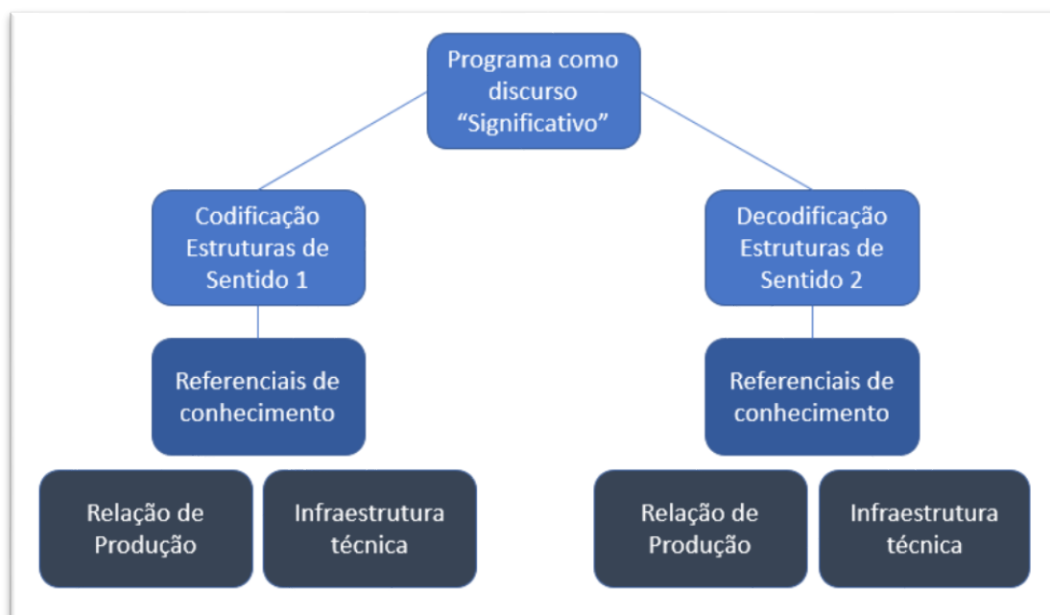 Programa como
discurso
“Significativo”
Codificação
Estruturas de
Sentido 1
Decodificação
Estruturas de
Sentido 2
Referenciais de
conhecimento
Referenciais de
conhecimento
Relação de
Produção
Infraestrutura
técnica
Relação de
Produção
Infraestrutura
técnica